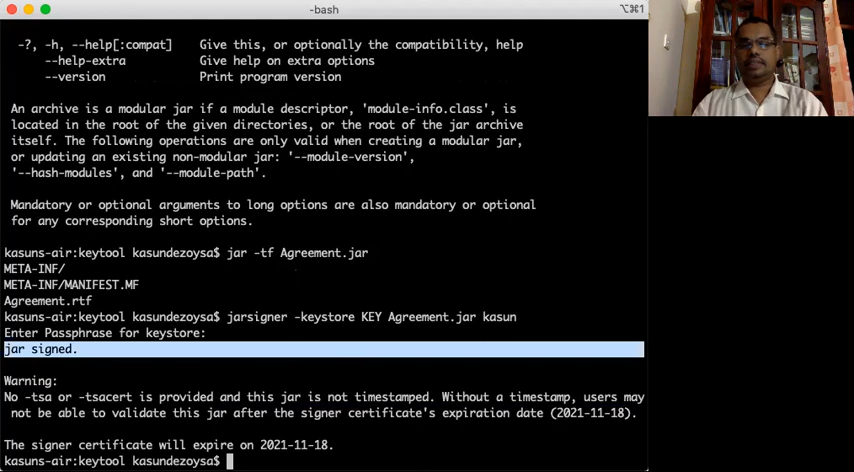 -bash
⌥⌘1
-?, -h, --help[:compat]    Give this, or optionally the compatibility, help
--help-extra          Give help on extra options
--version             Print program version
An archive is a modular jar if a module descriptor, 'module-info.class', is
located in the root of the given directories, or the root of the jar archive
itself. The following operations are only valid when creating a modular jar,
or updating an existing non-modular jar: '--module-version',
'--hash-modules', and '--module-path'.
Mandatory or optional arguments to long options are also mandatory or optional
for any corresponding short options.
kasuns-air:keytool kasundezoysa$ jar -tf Agreement.jar
META-INF/
META-INF/MANIFEST.MF
Agreement.rtf
kasuns-air:keytool kasundezoysa$ jarsigner -keystore KEY Agreement.jar kasun
Enter Passphrase for keystore:
jar signed.
Warning:
No -tsa or -tsacert is provided and this jar is not timestamped. Without a timestamp, users may
not be able to validate this jar after the signer certificate's expiration date (2021-11-18).
The signer certificate will expire on 2021-11-18.
kasuns-air:keytool kasundezoysa$